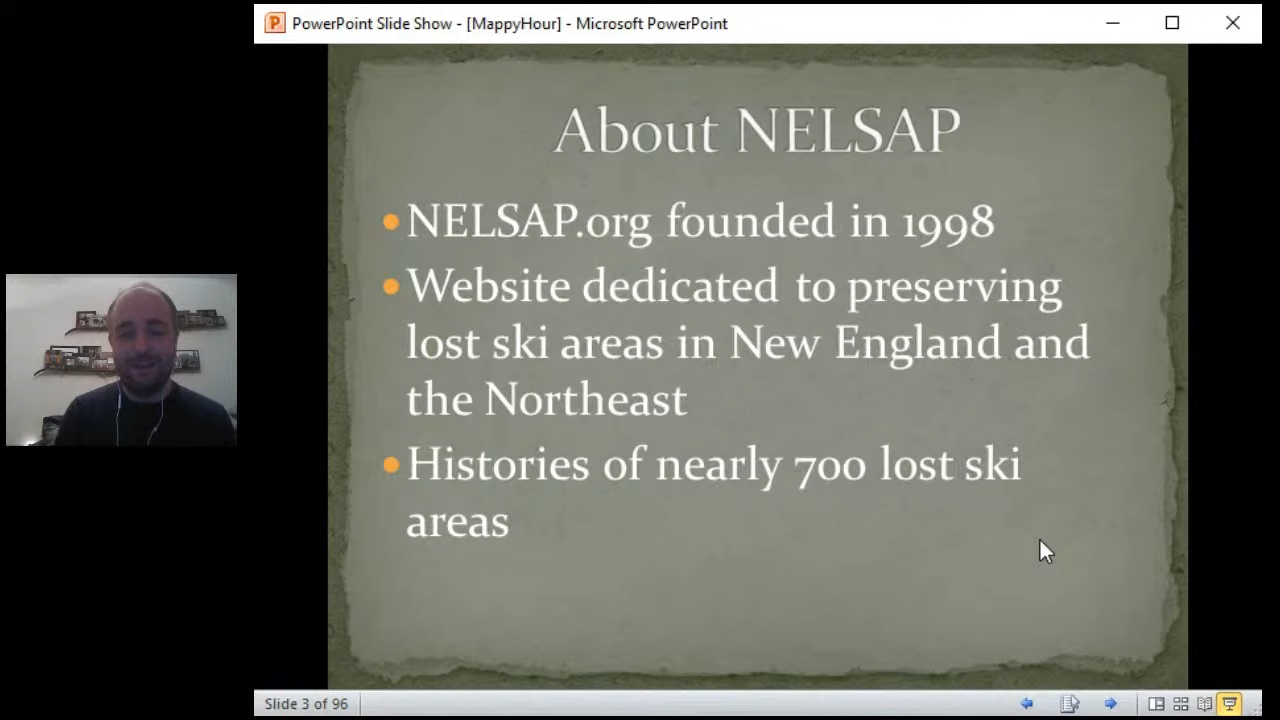 PowerPoint Slide Show - [MappyHour] - Microsoft PowerPoint
About NELSAP
NELSAP.org founded in 1998
Website dedicated to preserving
lost ski areas in New England and
the Northeast
Histories of nearly 700 lost ski
areas
Slide 3 of 96